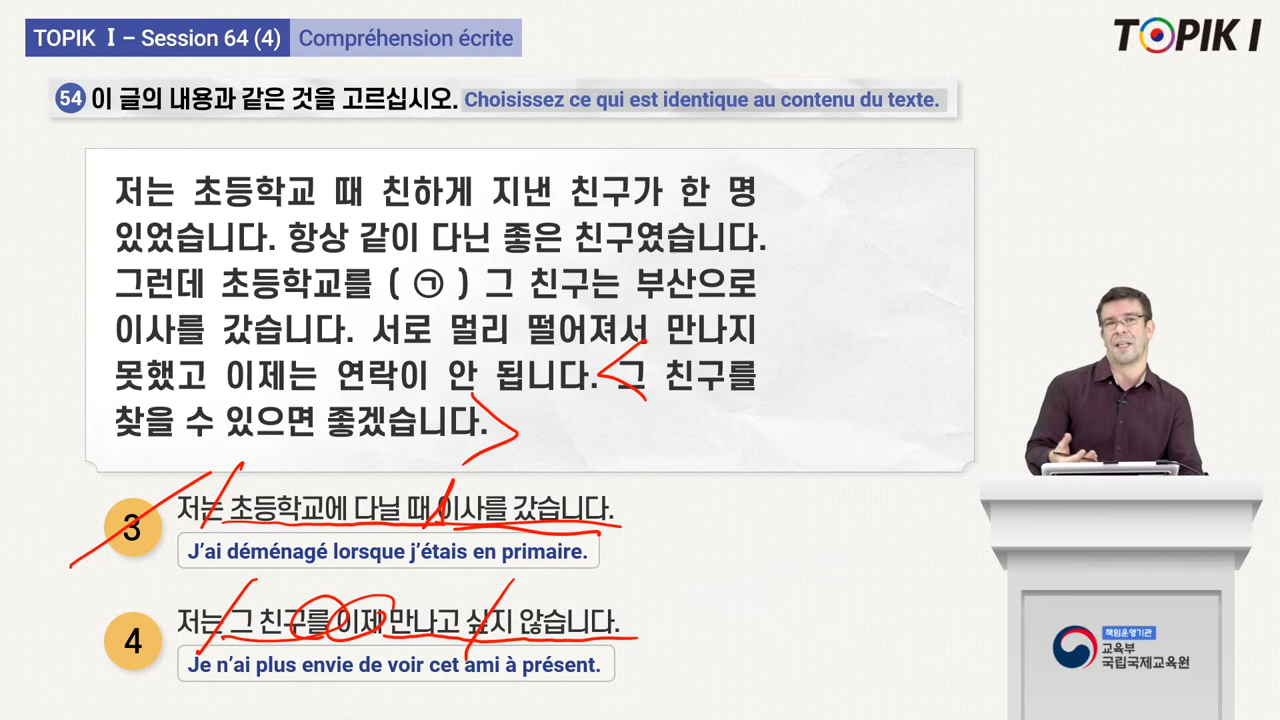 TOPIK Ⅰ – Session 64 (4) Compréhension écrite
TOPIK I
54 이 글의 내용과 같은 것을 고르십시오. Choisissez ce qui est identique au contenu du texte.
저는 초등학교 때 친하게 지낸 친구가 한 명
있었습니다. 항상 같이 다닌 좋은 친구였습니다.
그런데 초등학교를 ( ㉠ ) 그 친구는 부산으로
이사를 갔습니다. 서로 멀리 떨어져서 만나지
못했고 이제는 연락이 안 됩니다. 그 친구를
찾을 수 있으면 좋겠습니다.
3 저는 초등학교에 다닐 때 이사를 갔습니다.
J'ai déménagé lorsque j'étais en primaire.
4 저는 그 친구를 이제 만나고 싶지 않습니다.
Je n'ai plus envie de voir cet ami à présent.
책임운영기관
교육부
국립국제교육원